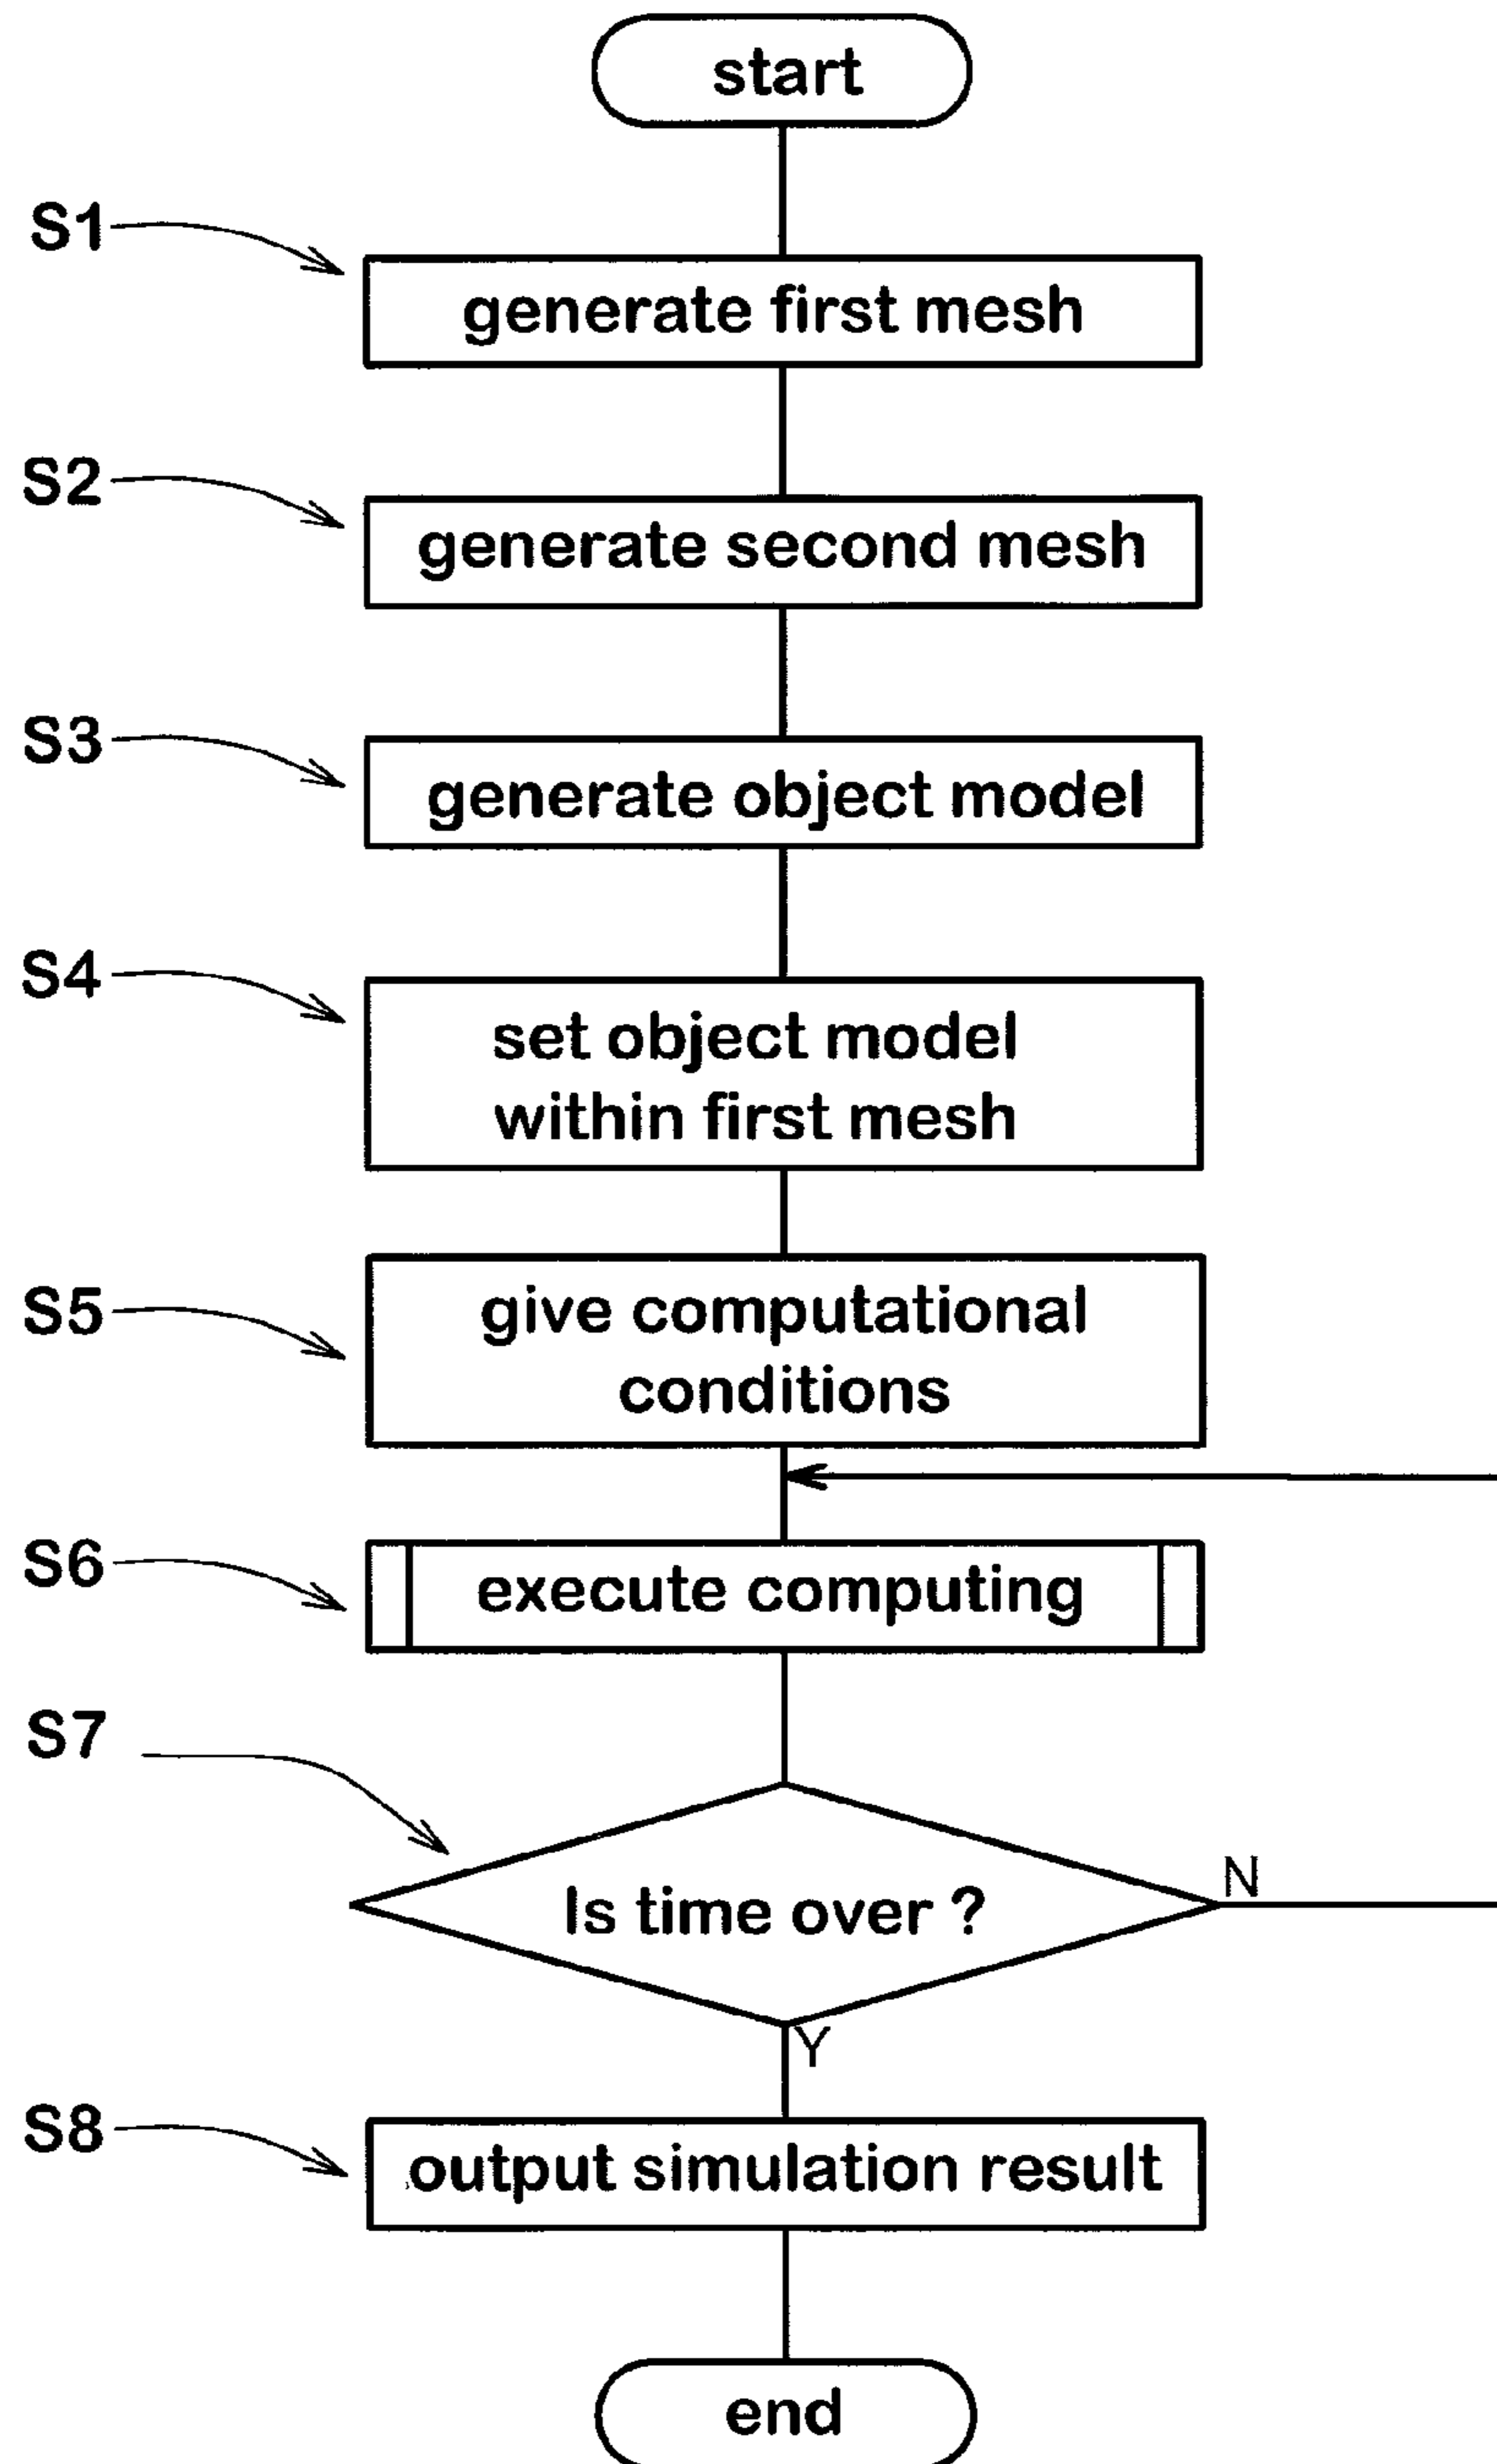 start
S1
generate first mesh
S2
generate second mesh
S3
generate object model
S4
set object model
within first mesh
S5
give computational
conditions
S6
execute computing
S7
Is time over ?
N
Y
S8
output simulation result
end